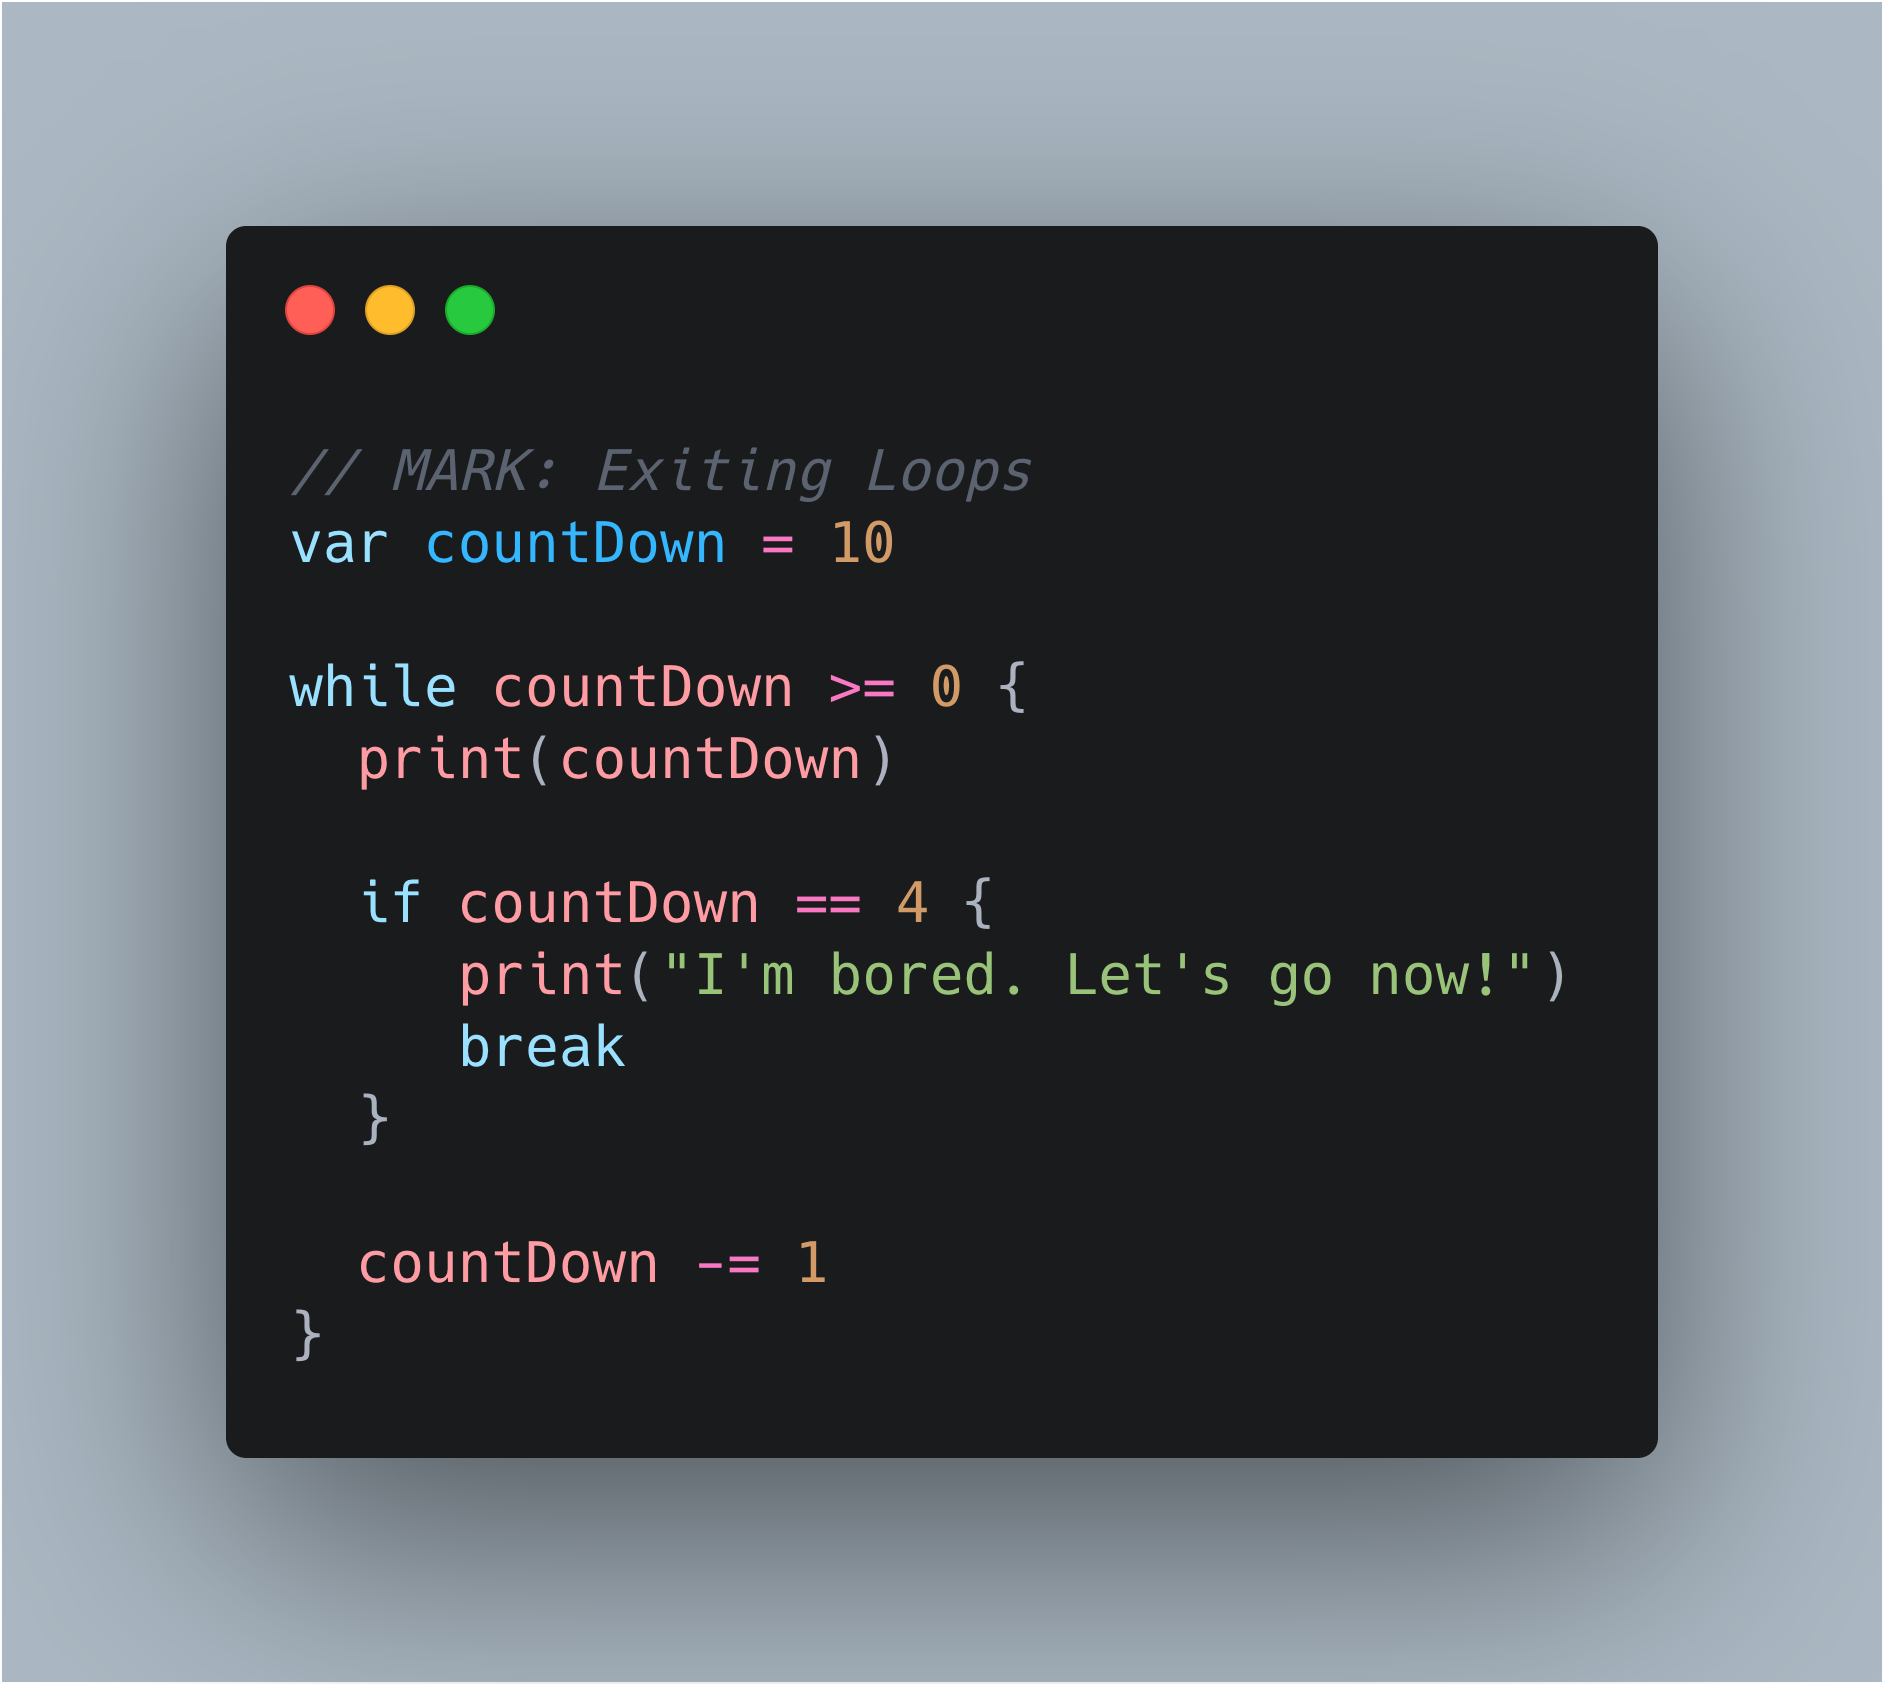 // MARK: Exiting Loops
var countDown = 10
while countDown >= 0 {
print(countDown)
if countDown == 4 {
print("I'm bored. Let's go now!")
break
}
countDown -= 1
}